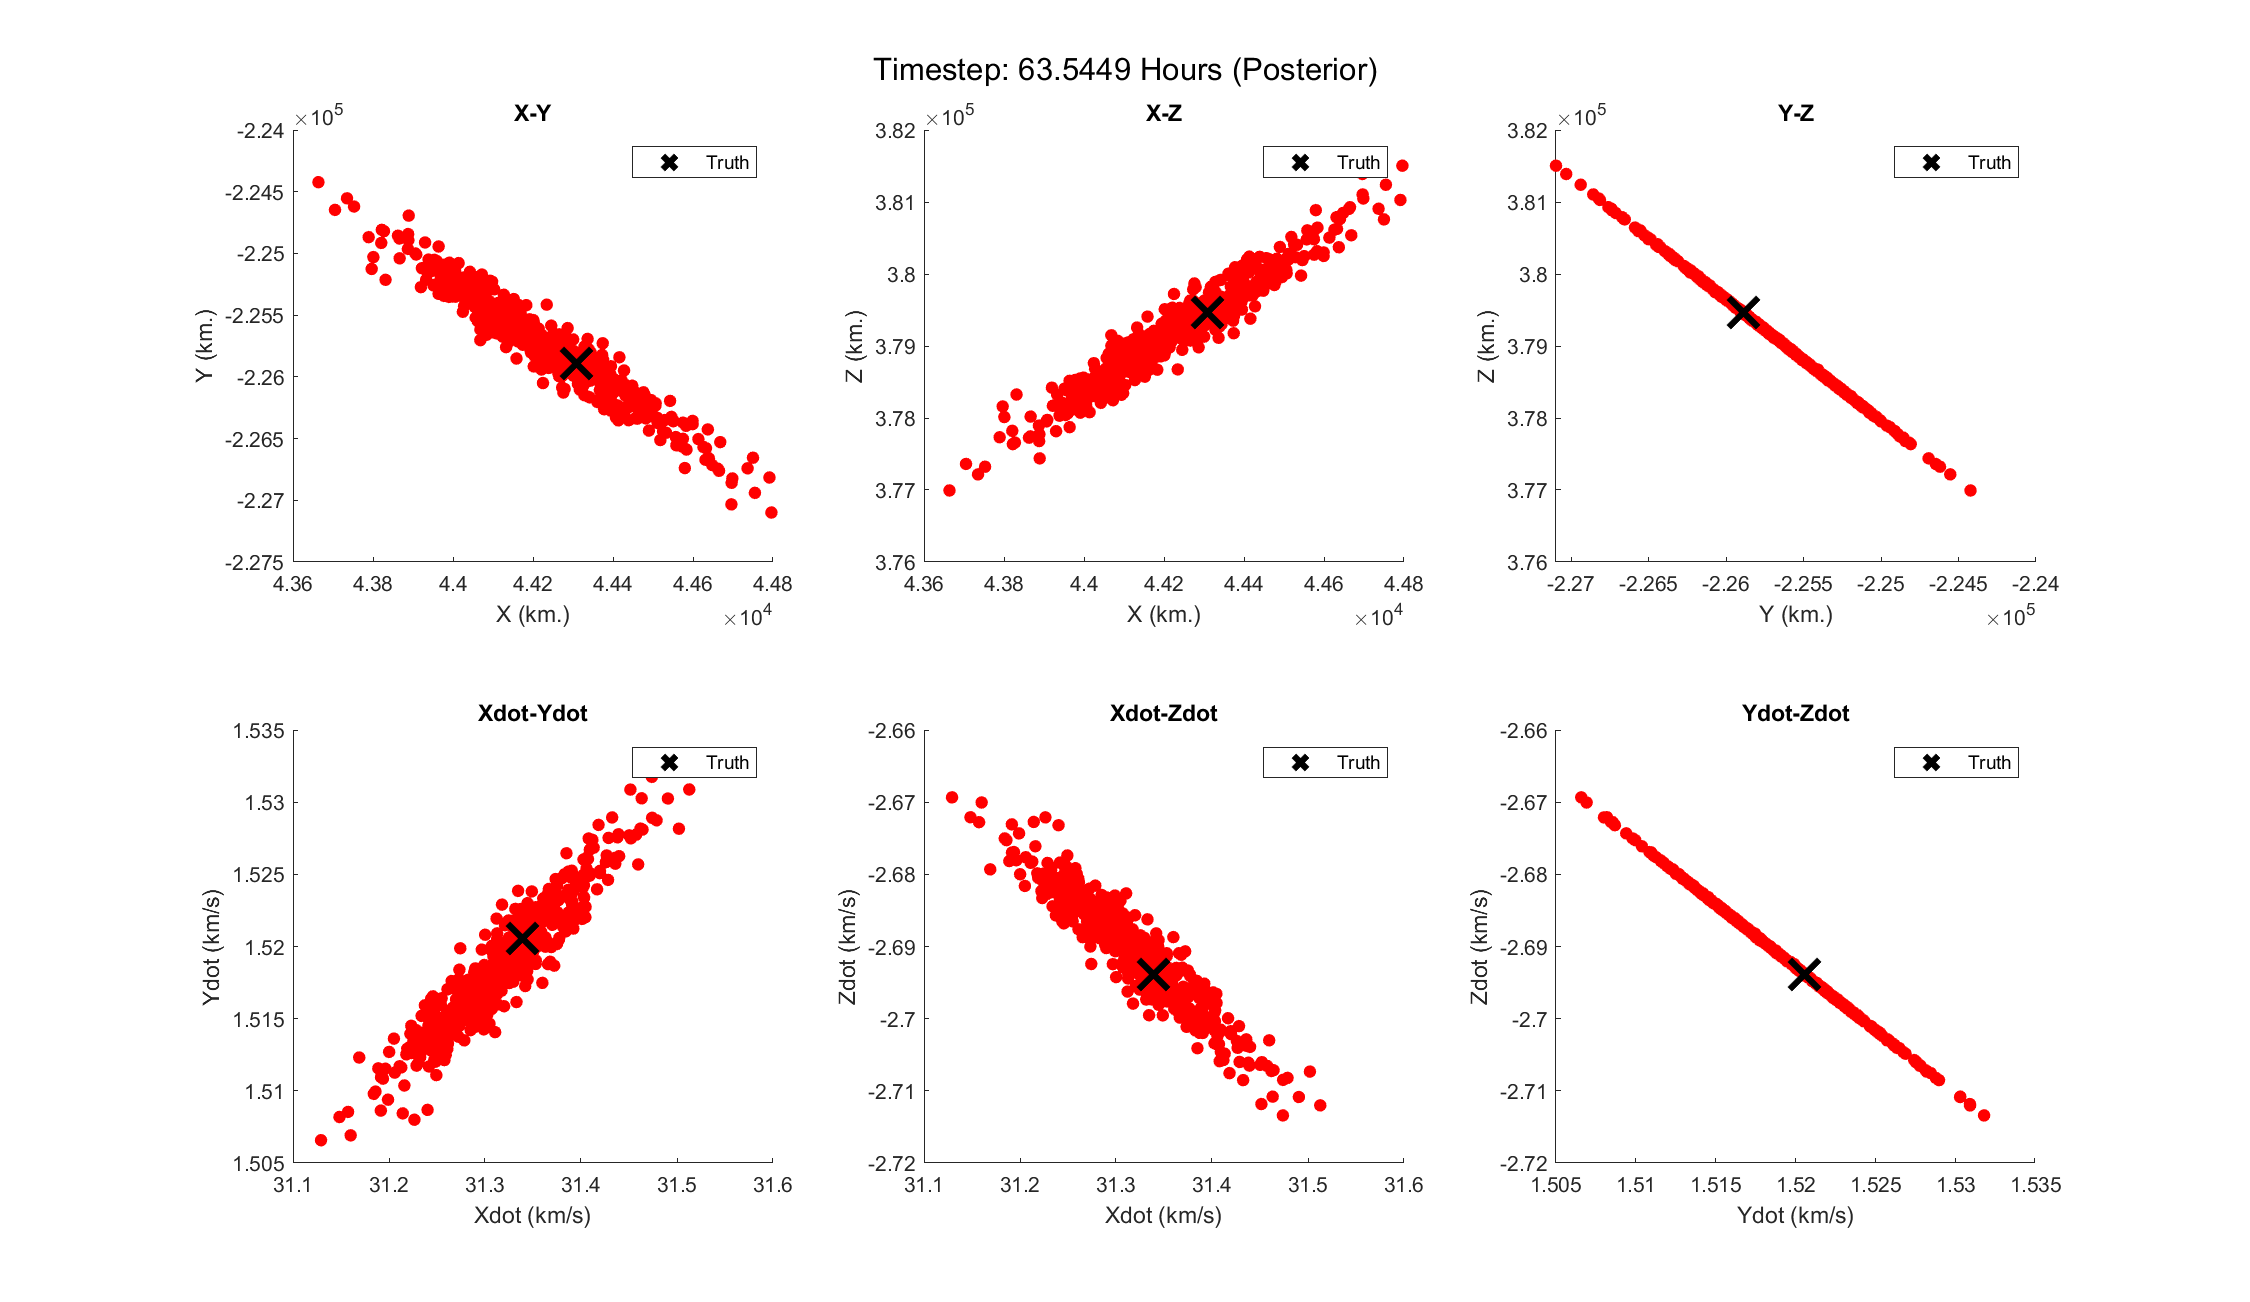 Timestep: 63.5449 Hours (Posterior)
X-Y
×10^5
Truth
-2.24
-2.245
-2.25
-2.255
-2.26
-2.265
-2.27
-2.275
Y (km.)
4.36 4.38 4.4 4.42 4.44 4.46 4.48
X (km.)
×10^4
X-Z
×10^5
Truth
3.82
3.81
3.8
3.79
3.78
3.77
3.76
Z (km.)
4.36 4.38 4.4 4.42 4.44 4.46 4.48
X (km.)
×10^4
Y-Z
×10^5
Truth
3.82
3.81
3.8
3.79
3.78
3.77
3.76
Z (km.)
-2.27 -2.265 -2.26 -2.255 -2.25 -2.245 -2.24
Y (km.)
×10^5
Xdot-Ydot
Truth
1.535
1.53
1.525
1.52
1.515
1.51
1.505
Ydot (km/s)
31.1 31.2 31.3 31.4 31.5 31.6
Xdot (km/s)
Xdot-Zdot
Truth
-2.66
-2.67
-2.68
-2.69
-2.7
-2.71
-2.72
Zdot (km/s)
31.1 31.2 31.3 31.4 31.5 31.6
Xdot (km/s)
Ydot-Zdot
Truth
-2.66
-2.67
-2.68
-2.69
-2.7
-2.71
-2.72
Zdot (km/s)
1.505 1.51 1.515 1.52 1.525 1.53 1.535
Ydot (km/s)